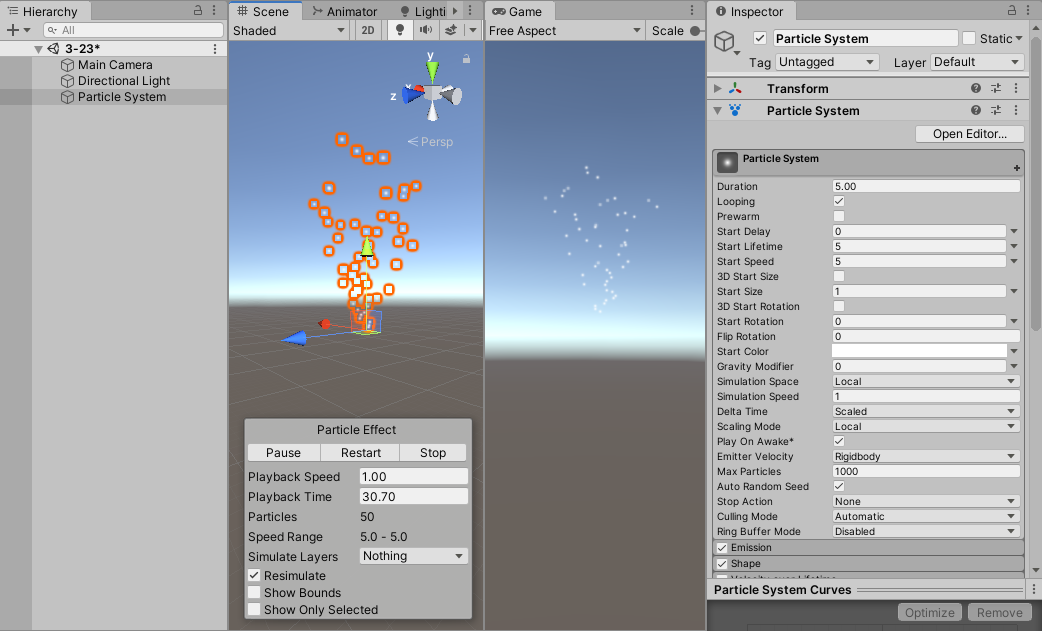 Hierarchy
All
3-23*
Main Camera
Directional Light
Particle System
Scene
Animator
Lighti
Shaded
2D
y
x
z
Persp
Particle Effect
Pause Restart Stop
Playback Speed 1.00
Playback Time 30.70
Particles 50
Speed Range 5.0 - 5.0
Simulate Layers Nothing
Resimulate
Show Bounds
Show Only Selected
Game
Free Aspect Scale
Inspector
Particle System Static
Tag Untagged Layer Default
Transform
Particle System
Open Editor...
Particle System
Duration 5.00
Looping
Prewarm
Start Delay 0
Start Lifetime 5
Start Speed 5
3D Start Size
Start Size 1
3D Start Rotation
Start Rotation 0
Flip Rotation 0
Start Color
Gravity Modifier 0
Simulation Space Local
Simulation Speed 1
Delta Time Scaled
Scaling Mode Local
Play On Awake*
Emitter Velocity Rigidbody
Max Particles 1000
Auto Random Seed
Stop Action None
Culling Mode Automatic
Ring Buffer Mode Disabled
Emission
Shape
Velocity over Lifetime
Particle System Curves
Optimize Remove